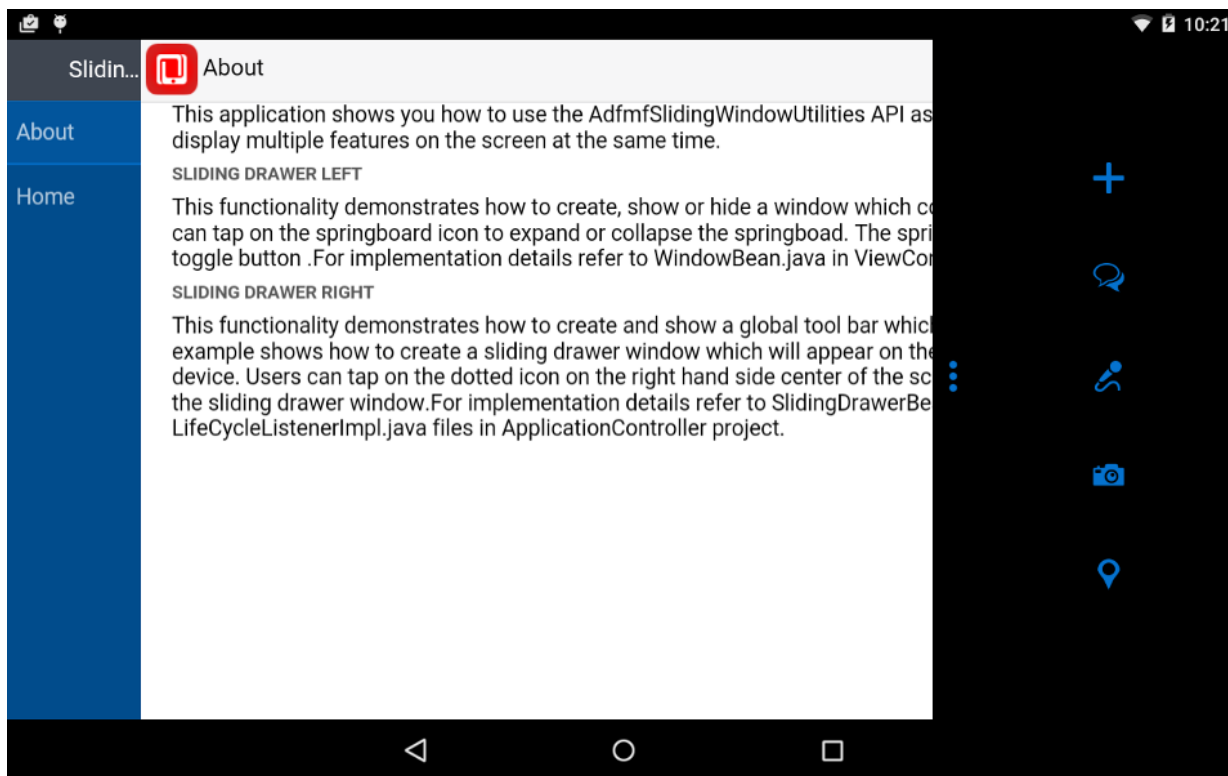 10:21
Slidin...
About
About
Home
This application shows you how to use the AdfmfSlidingWindowUtilities API as
display multiple features on the screen at the same time.
SLIDING DRAWER LEFT
This functionality demonstrates how to create, show or hide a window which
can tap on the springboard icon to expand or collapse the springboad. The spri
toggle button .For implementation details refer to WindowBean.java in ViewCo
SLIDING DRAWER RIGHT
This functionality demonstrates how to create and show a global tool bar whic
example shows how to create a sliding drawer window which will appear on the
device. Users can tap on the dotted icon on the right hand side center of the sc
the sliding drawer window.For implementation details refer to SlidingDrawerBe
LifeCycleListenerImpl.java files in ApplicationController project.